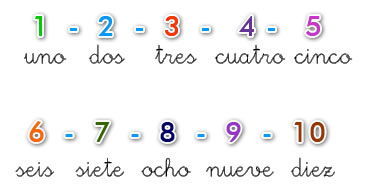 1 - 2 - 3 - 4 - 5
uno dos tres cuatro cinco
6 - 7 - 8 - 9 - 10
seis siete ocho nueve diez